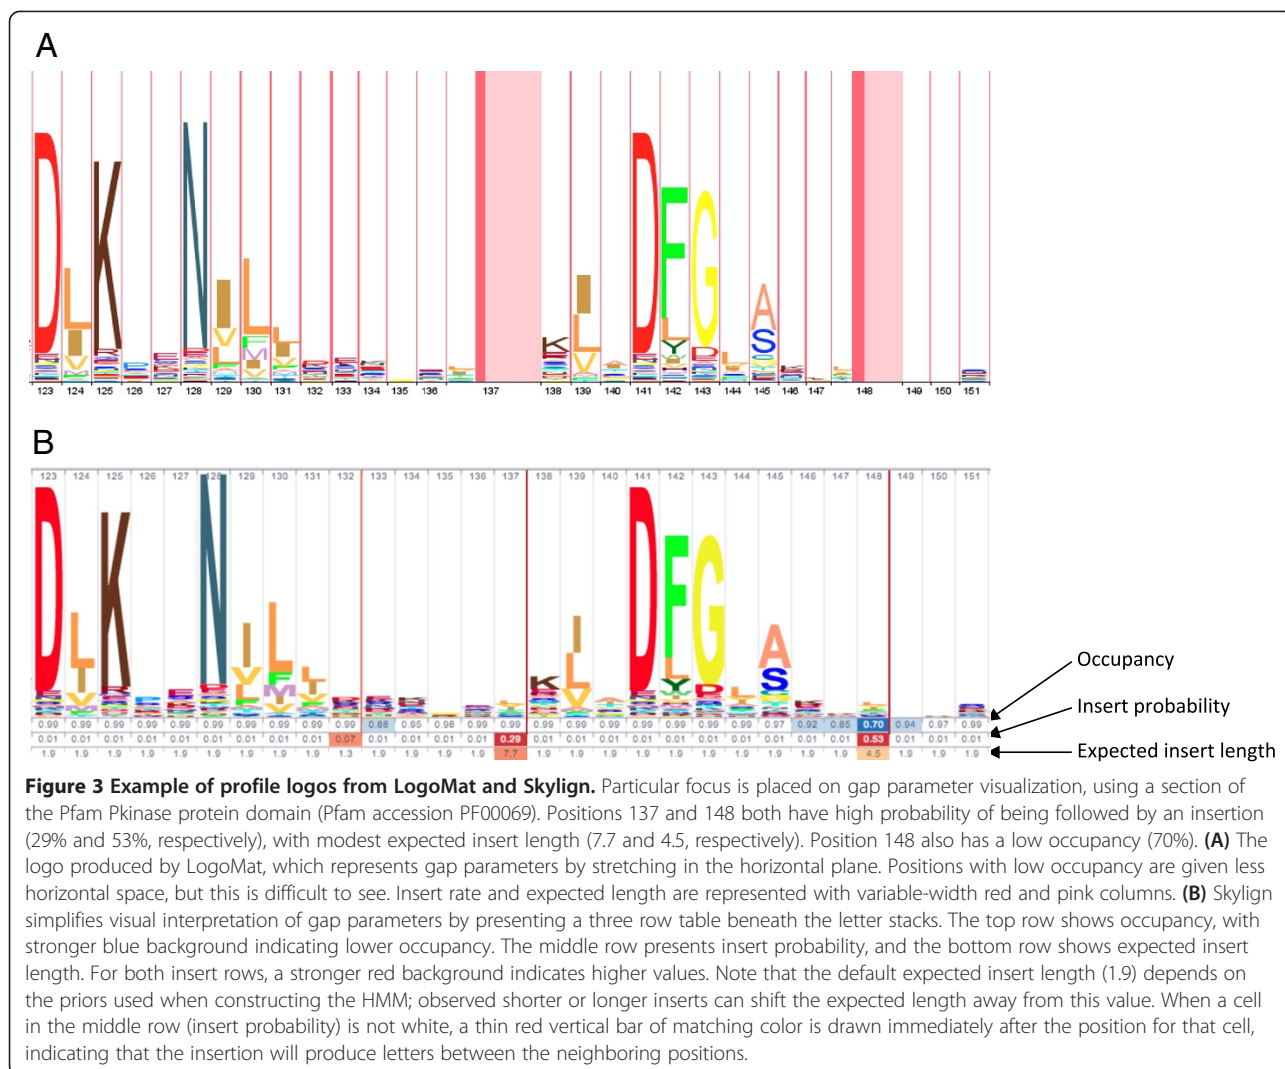 A
D L K N I L I D F G A
V L L L Y S
123 124 125 126 127 128 129 130 131 132 133 134 135 136 137 138 139 140 141 142 143 144 145 146 147 148 149 150 151
B
123 124 125 126 127 128 129 130 131 132 133 134 135 136 137 138 139 140 141 142 143 144 145 146 147 148 149 150 151
D L K N I L I D F G A
V L K L L Y D S
Occupancy
0.99 0.99 0.99 0.99 0.99 0.99 0.99 0.99 0.99 0.99 0.88 0.95 0.98 0.99 0.99 0.99 0.99 0.99 0.99 0.99 0.99 0.99 0.97 0.92 0.85 0.70 0.94 0.97 0.99
Insert probability
0.01 0.01 0.01 0.01 0.01 0.01 0.01 0.01 0.01 0.07 0.01 0.01 0.01 0.01 0.29 0.01 0.01 0.01 0.01 0.01 0.01 0.01 0.01 0.01 0.01 0.53 0.01 0.01 0.01
Expected insert length
1.9 1.9 1.9 1.9 1.9 1.9 1.9 1.9 1.9 1.3 1.9 1.9 1.9 1.9 7.7 1.9 1.9 1.9 1.9 1.9 1.9 1.9 1.9 1.9 1.9 4.5 1.9 1.9 1.9
Figure 3 Example of profile logos from LogoMat and Skylign. Particular focus is placed on gap parameter visualization, using a section of
the Pfam Pkinase protein domain (Pfam accession PF00069). Positions 137 and 148 both have high probability of being followed by an insertion
(29% and 53%, respectively), with modest expected insert length (7.7 and 4.5, respectively). Position 148 also has a low occupancy (70%). (A) The
logo produced by LogoMat, which represents gap parameters by stretching in the horizontal plane. Positions with low occupancy are given less
horizontal space, but this is difficult to see. Insert rate and expected length are represented with variable-width red and pink columns. (B) Skylign
simplifies visual interpretation of gap parameters by presenting a three row table beneath the letter stacks. The top row shows occupancy, with
stronger blue background indicating lower occupancy. The middle row presents insert probability, and the bottom row shows expected insert
length. For both insert rows, a stronger red background indicates higher values. Note that the default expected insert length (1.9) depends on
the priors used when constructing the HMM; observed shorter or longer inserts can shift the expected length away from this value. When a cell
in the middle row (insert probability) is not white, a thin red vertical bar of matching color is drawn immediately after the position for that cell,
indicating that the insertion will produce letters between the neighboring positions.